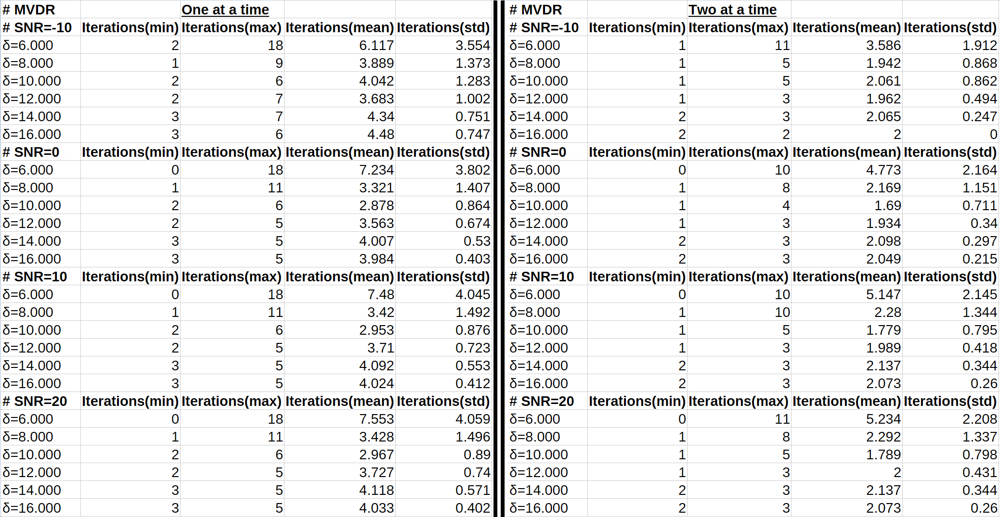 # MVDR One at a time
# SNR=-10 Iterations(min) Iterations(max) Iterations(mean) Iterations(std)
δ=6.000 2 18 6.117 3.554
δ=8.000 1 9 3.889 1.373
δ=10.000 2 6 4.042 1.283
δ=12.000 2 7 3.683 1.002
δ=14.000 3 7 4.34 0.751
δ=16.000 3 6 4.48 0.747
# SNR=0 Iterations(min) Iterations(max) Iterations(mean) Iterations(std)
δ=6.000 0 18 7.234 3.802
δ=8.000 1 11 3.321 1.407
δ=10.000 2 6 2.878 0.864
δ=12.000 2 5 3.563 0.674
δ=14.000 3 5 4.007 0.53
δ=16.000 3 5 3.984 0.403
# SNR=10 Iterations(min) Iterations(max) Iterations(mean) Iterations(std)
δ=6.000 0 18 7.48 4.045
δ=8.000 1 11 3.42 1.492
δ=10.000 2 6 2.953 0.876
δ=12.000 2 5 3.71 0.723
δ=14.000 3 5 4.092 0.553
δ=16.000 3 5 4.024 0.412
# SNR=20 Iterations(min) Iterations(max) Iterations(mean) Iterations(std)
δ=6.000 0 18 7.553 4.059
δ=8.000 1 11 3.428 1.496
δ=10.000 2 6 2.967 0.89
δ=12.000 2 5 3.727 0.74
δ=14.000 3 5 4.118 0.571
δ=16.000 3 5 4.033 0.402
# MVDR Two at a time
# SNR=-10 Iterations(min) Iterations(max) Iterations(mean) Iterations(std)
δ=6.000 1 11 3.586 1.912
δ=8.000 1 5 1.942 0.868
δ=10.000 1 5 2.061 0.862
δ=12.000 1 3 1.962 0.494
δ=14.000 2 3 2.065 0.247
δ=16.000 2 2 2 0
# SNR=0 Iterations(min) Iterations(max) Iterations(mean) Iterations(std)
δ=6.000 0 10 4.773 2.164
δ=8.000 1 8 2.169 1.151
δ=10.000 1 4 1.69 0.711
δ=12.000 1 3 1.934 0.34
δ=14.000 2 3 2.098 0.297
δ=16.000 2 3 2.049 0.215
# SNR=10 Iterations(min) Iterations(max) Iterations(mean) Iterations(std)
δ=6.000 0 10 5.147 2.145
δ=8.000 1 10 2.28 1.344
δ=10.000 1 5 1.779 0.795
δ=12.000 1 3 1.989 0.418
δ=14.000 2 3 2.137 0.344
δ=16.000 2 3 2.073 0.26
# SNR=20 Iterations(min) Iterations(max) Iterations(mean) Iterations(std)
δ=6.000 0 11 5.234 2.208
δ=8.000 1 8 2.292 1.337
δ=10.000 1 5 1.789 0.798
δ=12.000 1 3 2 0.431
δ=14.000 2 3 2.137 0.344
δ=16.000 2 3 2.073 0.26